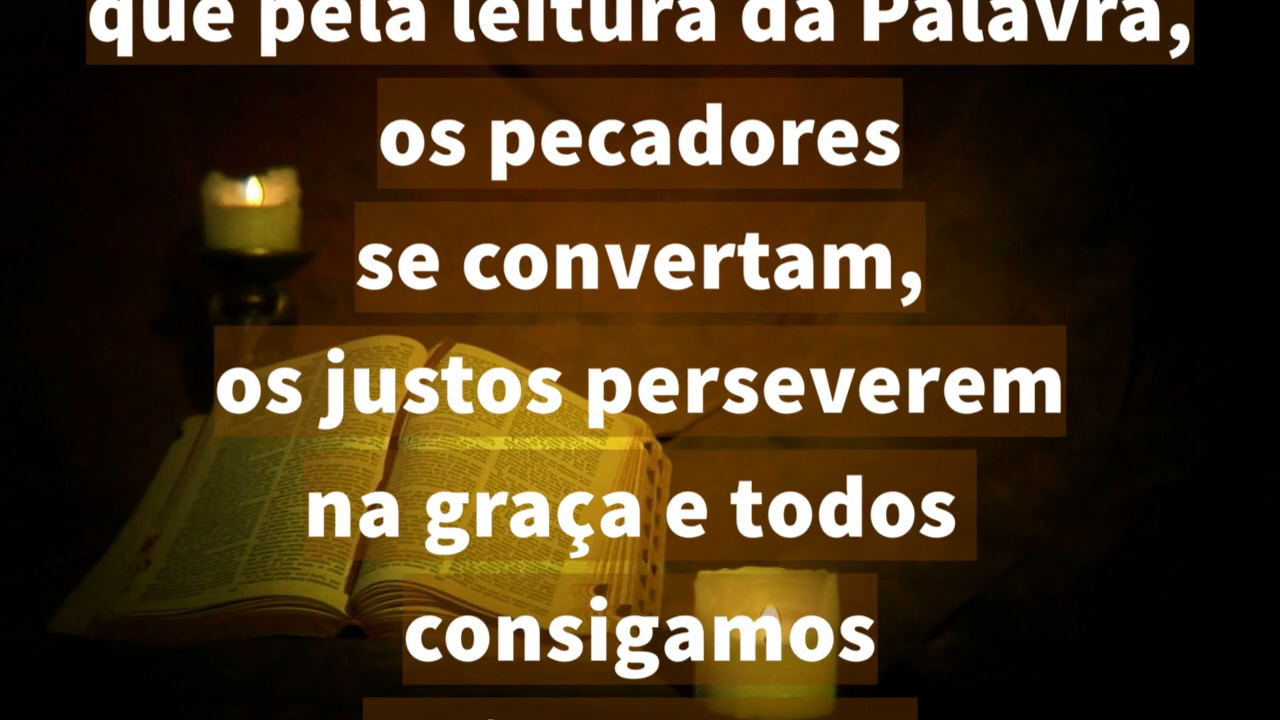 que pela leitura da Palavra,
os pecadores
se convertam,
os justos perseverem
na graça e todos
consigamos